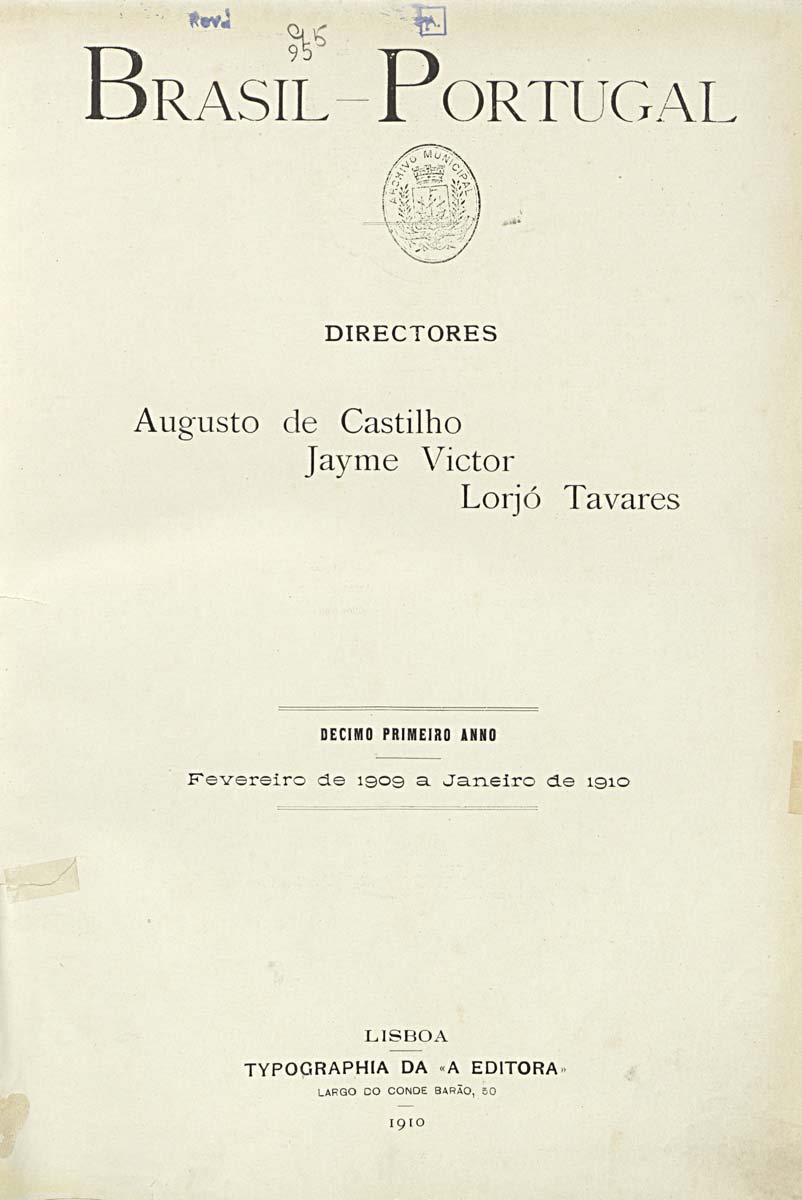 95
BRASIL—PORTUGAL
ARCHIVO MUNICIPAL
DIRECTORES
Augusto de Castilho
Jayme Victor
Lorjó Tavares
DECIMO PRIMEIRO ANNO
Fevereiro de 1909 a Janeiro de 1910
LISBOA
TYPOGRAPHIA DA «A EDITORA»
LARGO DO CONDE BARÃO, 50
1910